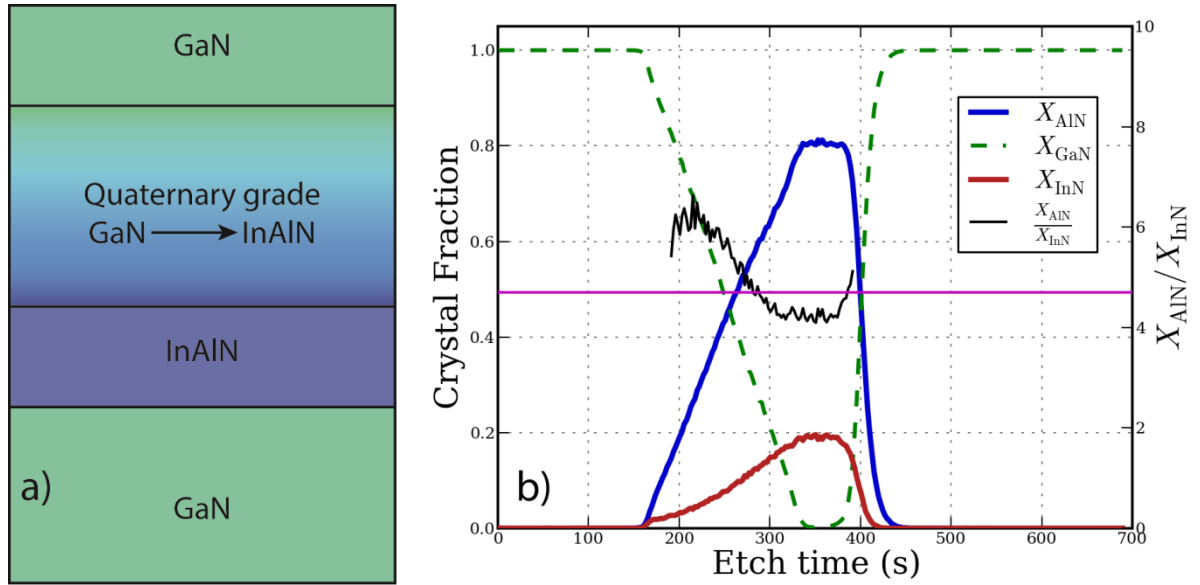 GaN
Quaternary grade
GaN → InAlN
InAlN
GaN
a)
b)
Crystal Fraction
1.0
0.8
0.6
0.4
0.2
0.0
0 100 200 300 400 500 600 700
Etch time (s)
10
8
6
4
2
0
X_AlN/X_InN
X_AlN
X_GaN
X_InN
X_AlN
X_InN